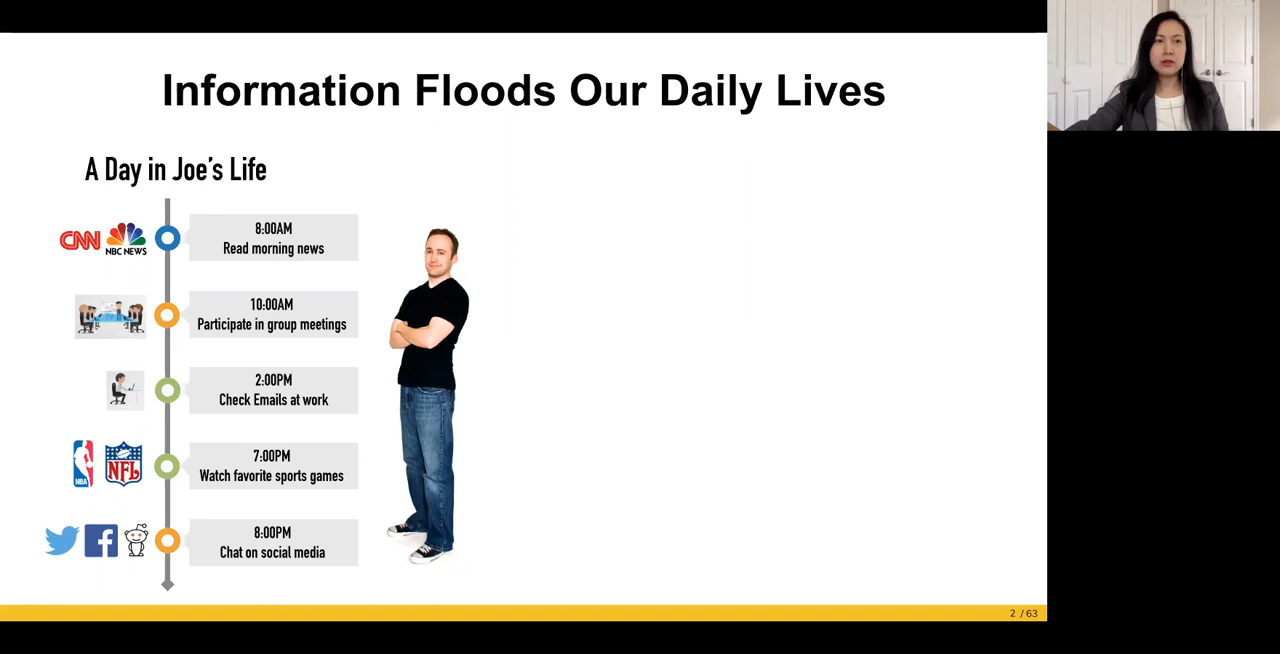 Information Floods Our Daily Lives
A Day in Joe's Life
CNN
NBC NEWS
8:00AM
Read morning news
10:00AM
Participate in group meetings
2:00PM
Check Emails at work
NBA
NFL
7:00PM
Watch favorite sports games
f
8:00PM
Chat on social media
2 / 63